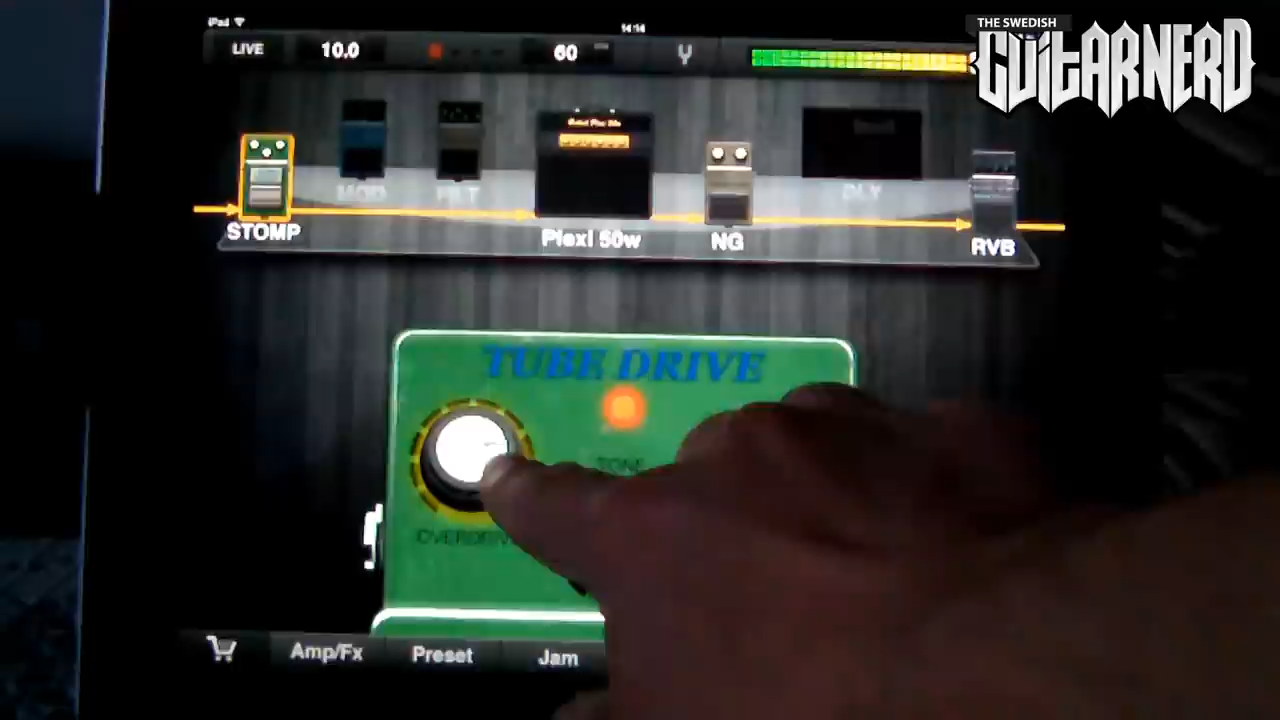 iPad
14:14
THE SWEDISH
GUITARNERD
LIVE
10.0
60
STOMP
MOD
Plexi 50w
NG
DLY
RVB
TUBE DRIVE
TONE
Amp/Fx
Preset
Jam